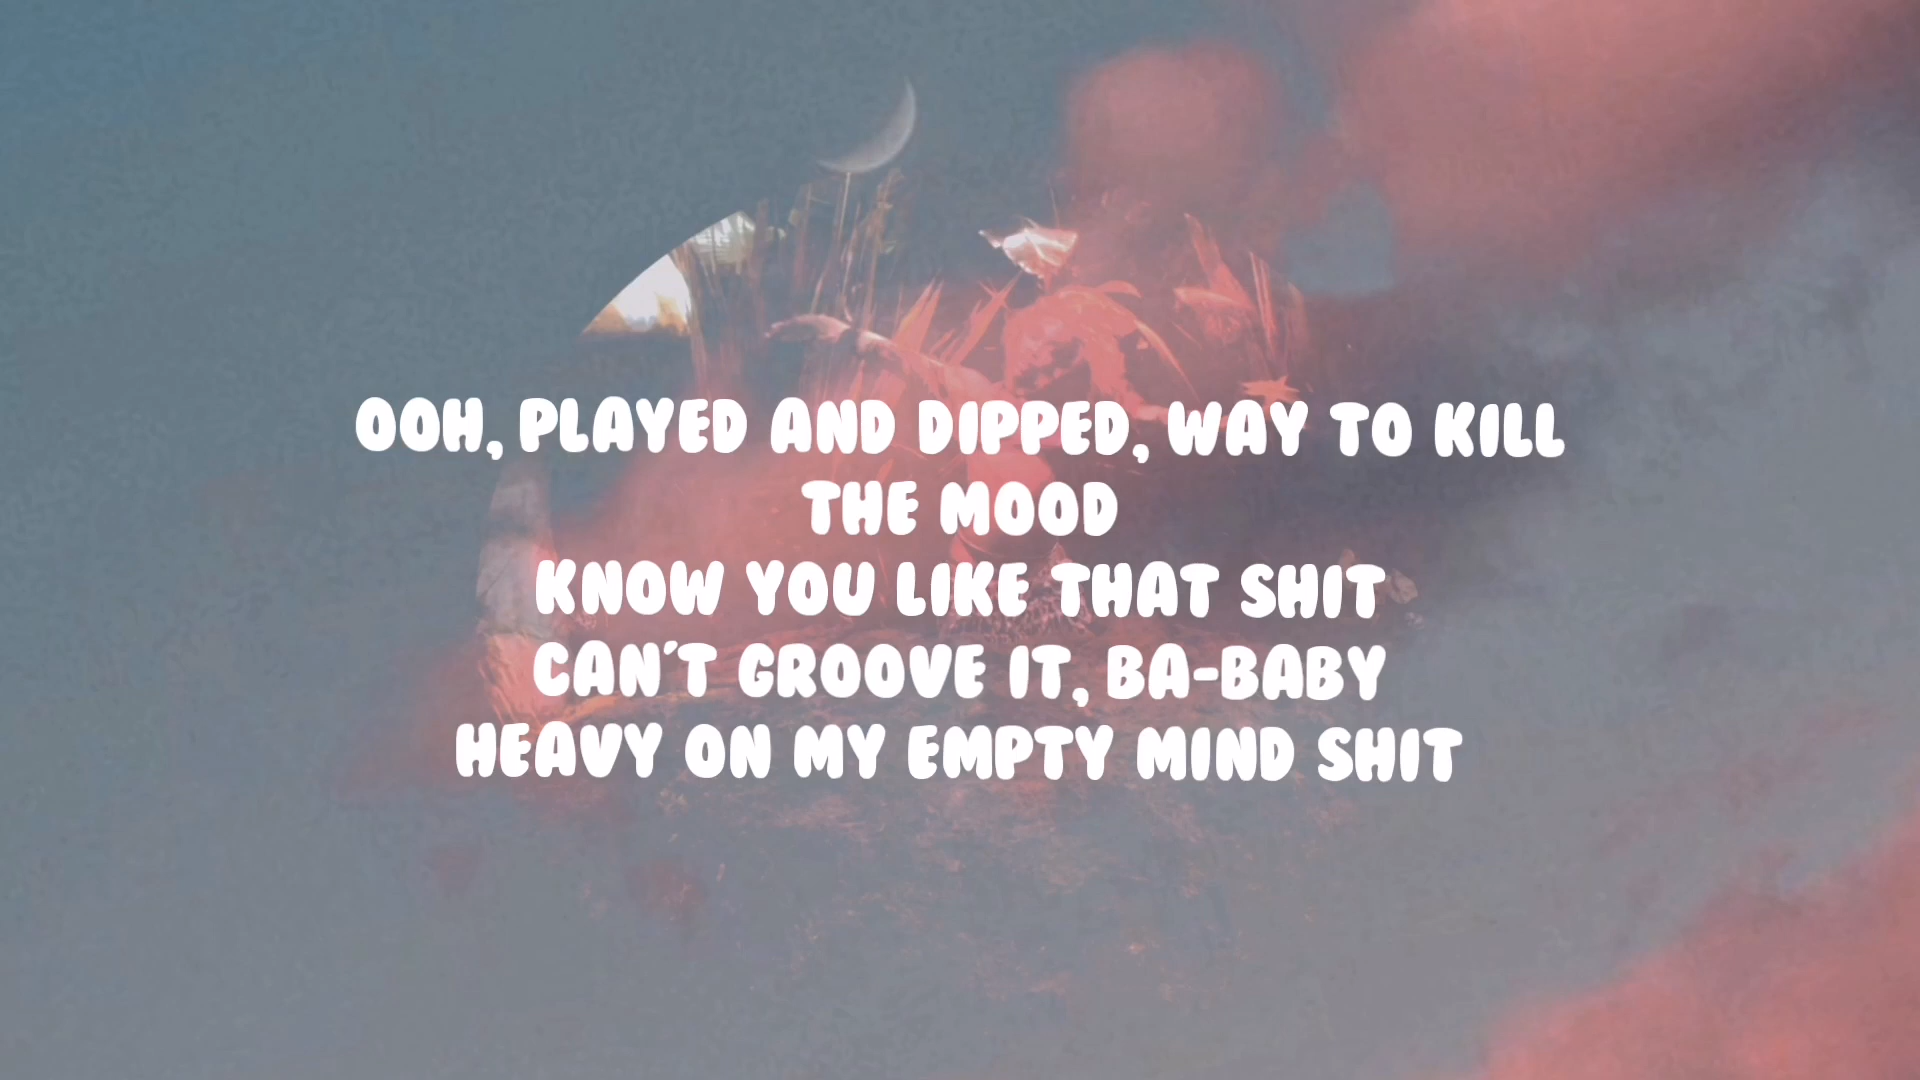 OOH, PLAYED AND DIPPED, WAY TO KILL
THE MOOD
KNOW YOU LIKE THAT SHIT
CAN'T GROOVE IT, BA-BABY
HEAVY ON MY EMPTY MIND SHIT